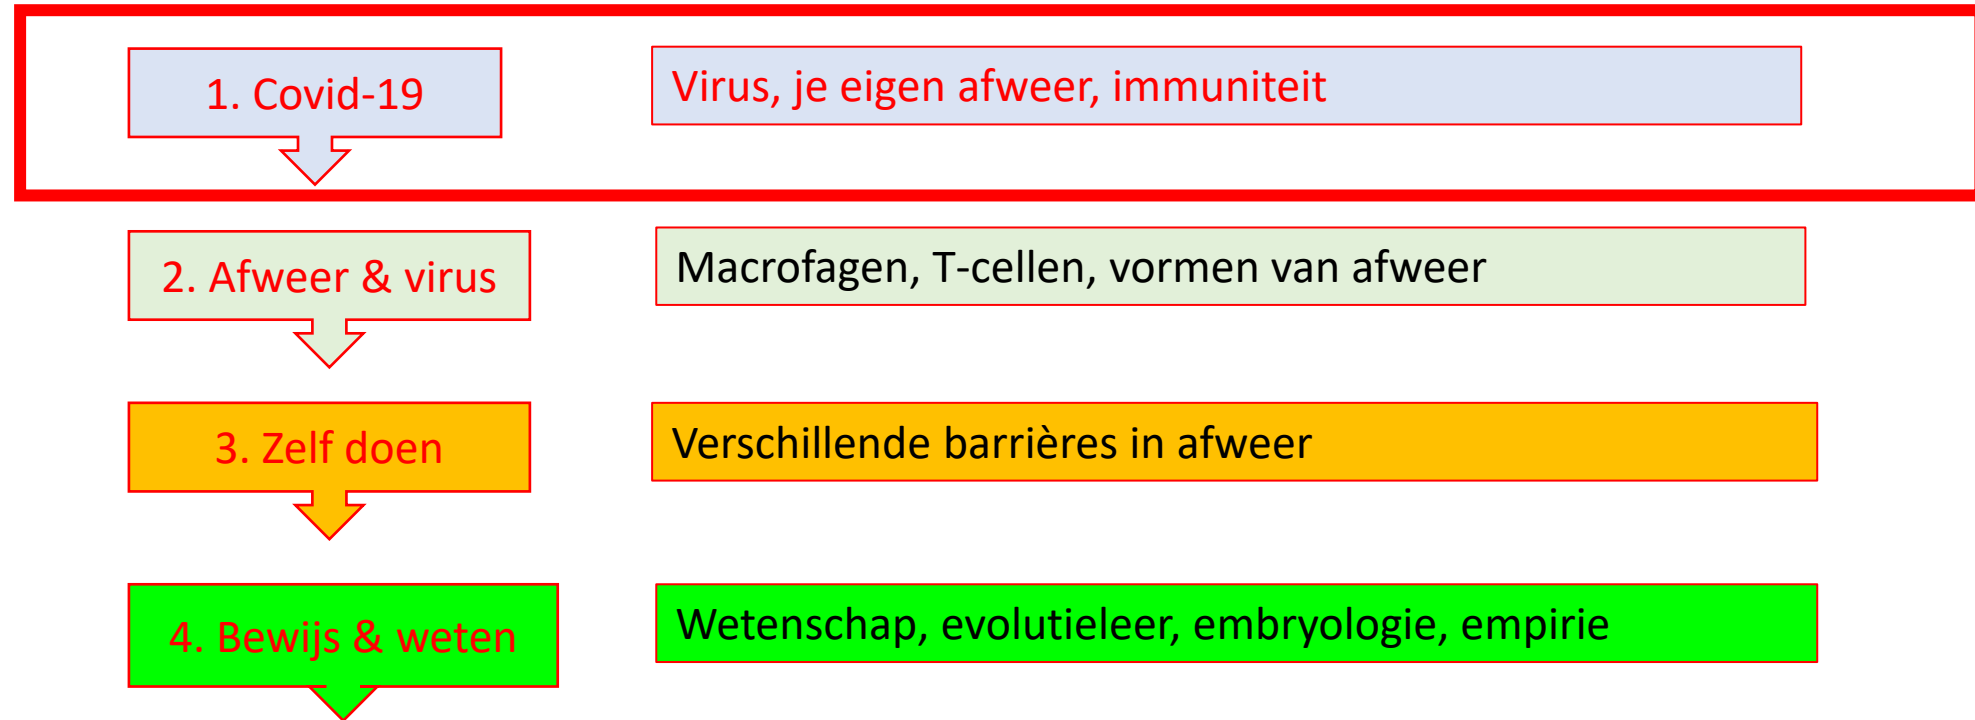 1. Covid-19
Virus, je eigen afweer, immuniteit
2. Afweer & virus
Macrofagen, T-cellen, vormen van afweer
3. Zelf doen
Verschillende barrières in afweer
4. Bewijs & weten
Wetenschap, evolutieleer, embryologie, empirie